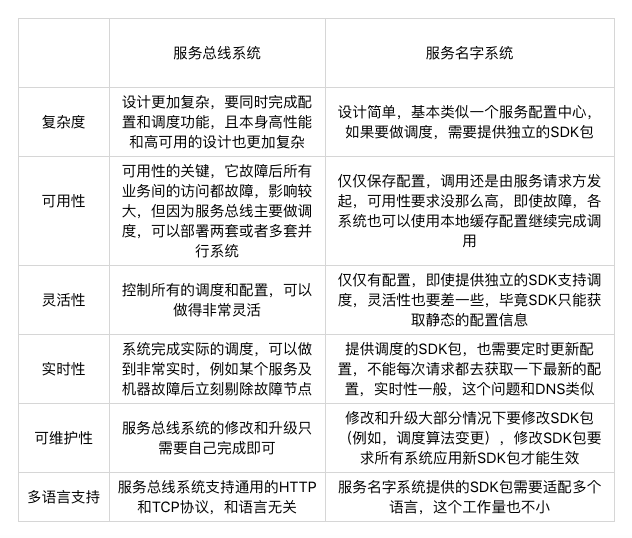 服务总线系统
服务名字系统
复杂度
设计更加复杂，要同时完成配
置和调度功能，且本身高性能
和高可用的设计也更加复杂
设计简单，基本类似一个服务配置中心，
如果要做调度，需要提供独立的SDK包
可用性
可用性的关键，它故障后所有
业务间的访问都故障，影响较
大，但因为服务总线主要做调
度，可以部署两套或者多套并
行系统
仅仅保存配置，调用还是由服务请求方发
起，可用性要求没那么高，即使故障，各
系统也可以使用本地缓存配置继续完成调
用
灵活性
控制所有的调度和配置，可以
做得非常灵活
仅仅有配置，即使提供独立的SDK支持调
度，灵活性也要差一些，毕竟SDK只能获
取静态的配置信息
实时性
系统完成实际的调度，可以做
到非常实时，例如某个服务及
机器故障后立刻剔除故障节点
提供调度的SDK包，也需要定时更新配
置，不能每次请求都去获取一下最新的配
置，实时性一般，这个问题和DNS类似
可维护性
服务总线系统的修改和升级只
需要自己完成即可
修改和升级大部分情况下要修改SDK包
（例如，调度算法变更），修改SDK包要
求所有系统应用新SDK包才能生效
多语言支持
服务总线系统支持通用的HTTP
和TCP协议，和语言无关
服务名字系统提供的SDK包需要适配多个
语言，这个工作量也不小